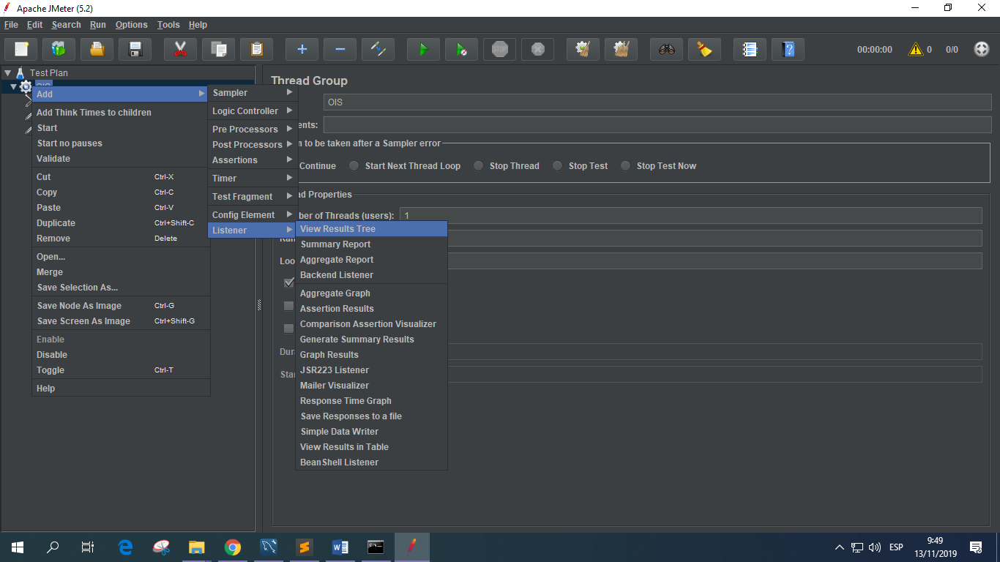 Apache JMeter (5.2)
File Edit Search Run Options Tools Help
STOP
00:00:00 0 0/0
Test Plan
OIS
Add
Add Think Times to children
Start
Start no pauses
Validate
Cut Ctrl-X
Copy Ctrl-C
Paste Ctrl-V
Duplicate Ctrl+Shift-C
Remove Delete
Open...
Merge
Save Selection As...
Save Node As Image Ctrl-G
Save Screen As Image Ctrl+Shift-G
Enable
Disable
Toggle Ctrl-T
Help
Sampler
Logic Controller
Pre Processors
Post Processors
Assertions
Timer
Test Fragment
Config Element
Listener
View Results Tree
Summary Report
Aggregate Report
Backend Listener
Aggregate Graph
Assertion Results
Comparison Assertion Visualizer
Generate Summary Results
Graph Results
JSR223 Listener
Mailer Visualizer
Response Time Graph
Save Responses to a file
Simple Data Writer
View Results in Table
BeanShell Listener
Thread Group
OIS
ents:
n to be taken after a Sampler error
Continue Start Next Thread Loop Stop Thread Stop Test Stop Test Now
ad Properties
ber of Threads (users): 1
Ran
Loo
Dura
Star
ESP
9:49
13/11/2019